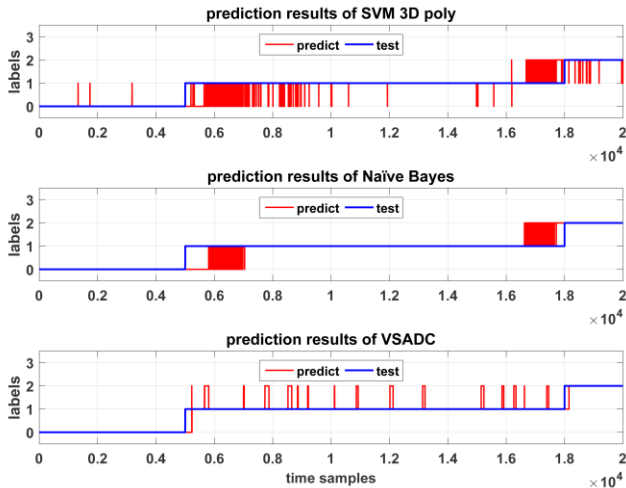 prediction results of SVM 3D poly
predict test
labels
3
2
1
0
0 0.2 0.4 0.6 0.8 1 1.2 1.4 1.6 1.8 2
×10⁴
prediction results of Naïve Bayes
predict test
labels
3
2
1
0
0 0.2 0.4 0.6 0.8 1 1.2 1.4 1.6 1.8 2
×10⁴
prediction results of VSADC
predict test
labels
3
2
1
0
0 0.2 0.4 0.6 0.8 1 1.2 1.4 1.6 1.8 2
time samples
×10⁴